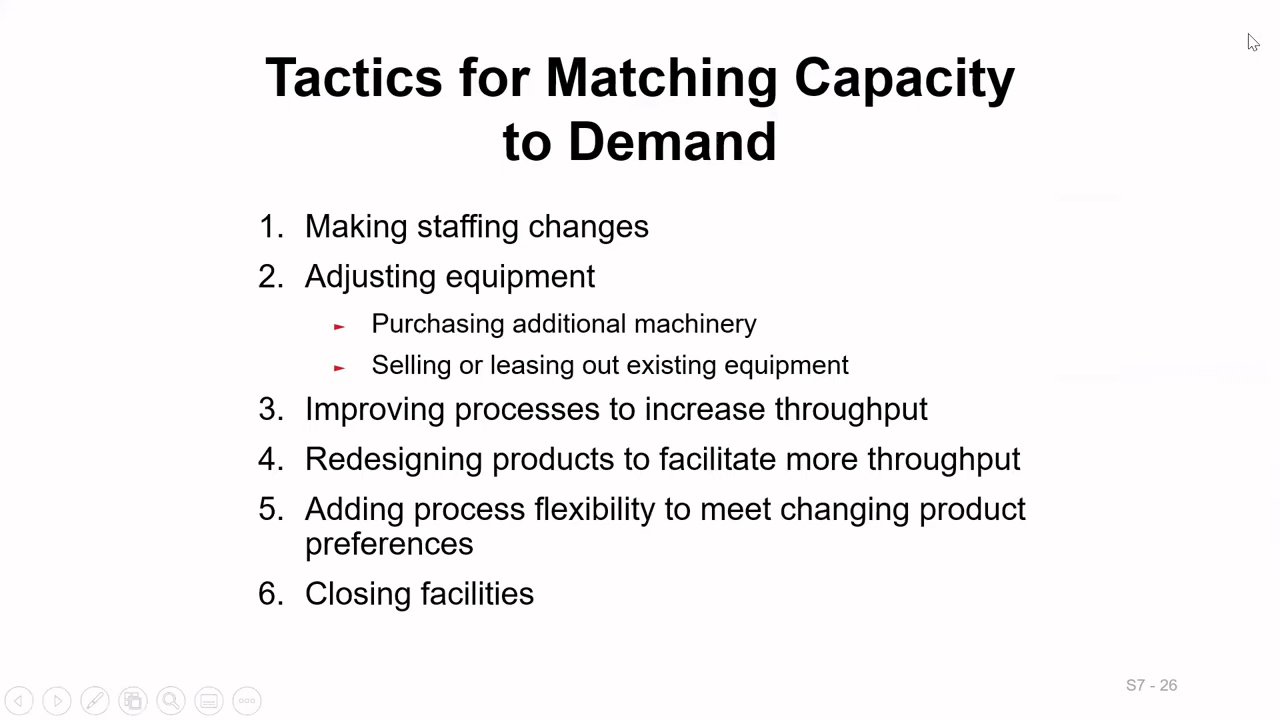 Tactics for Matching Capacity
to Demand
1. Making staffing changes
2. Adjusting equipment
► Purchasing additional machinery
► Selling or leasing out existing equipment
3. Improving processes to increase throughput
4. Redesigning products to facilitate more throughput
5. Adding process flexibility to meet changing product
preferences
6. Closing facilities
S7 - 26